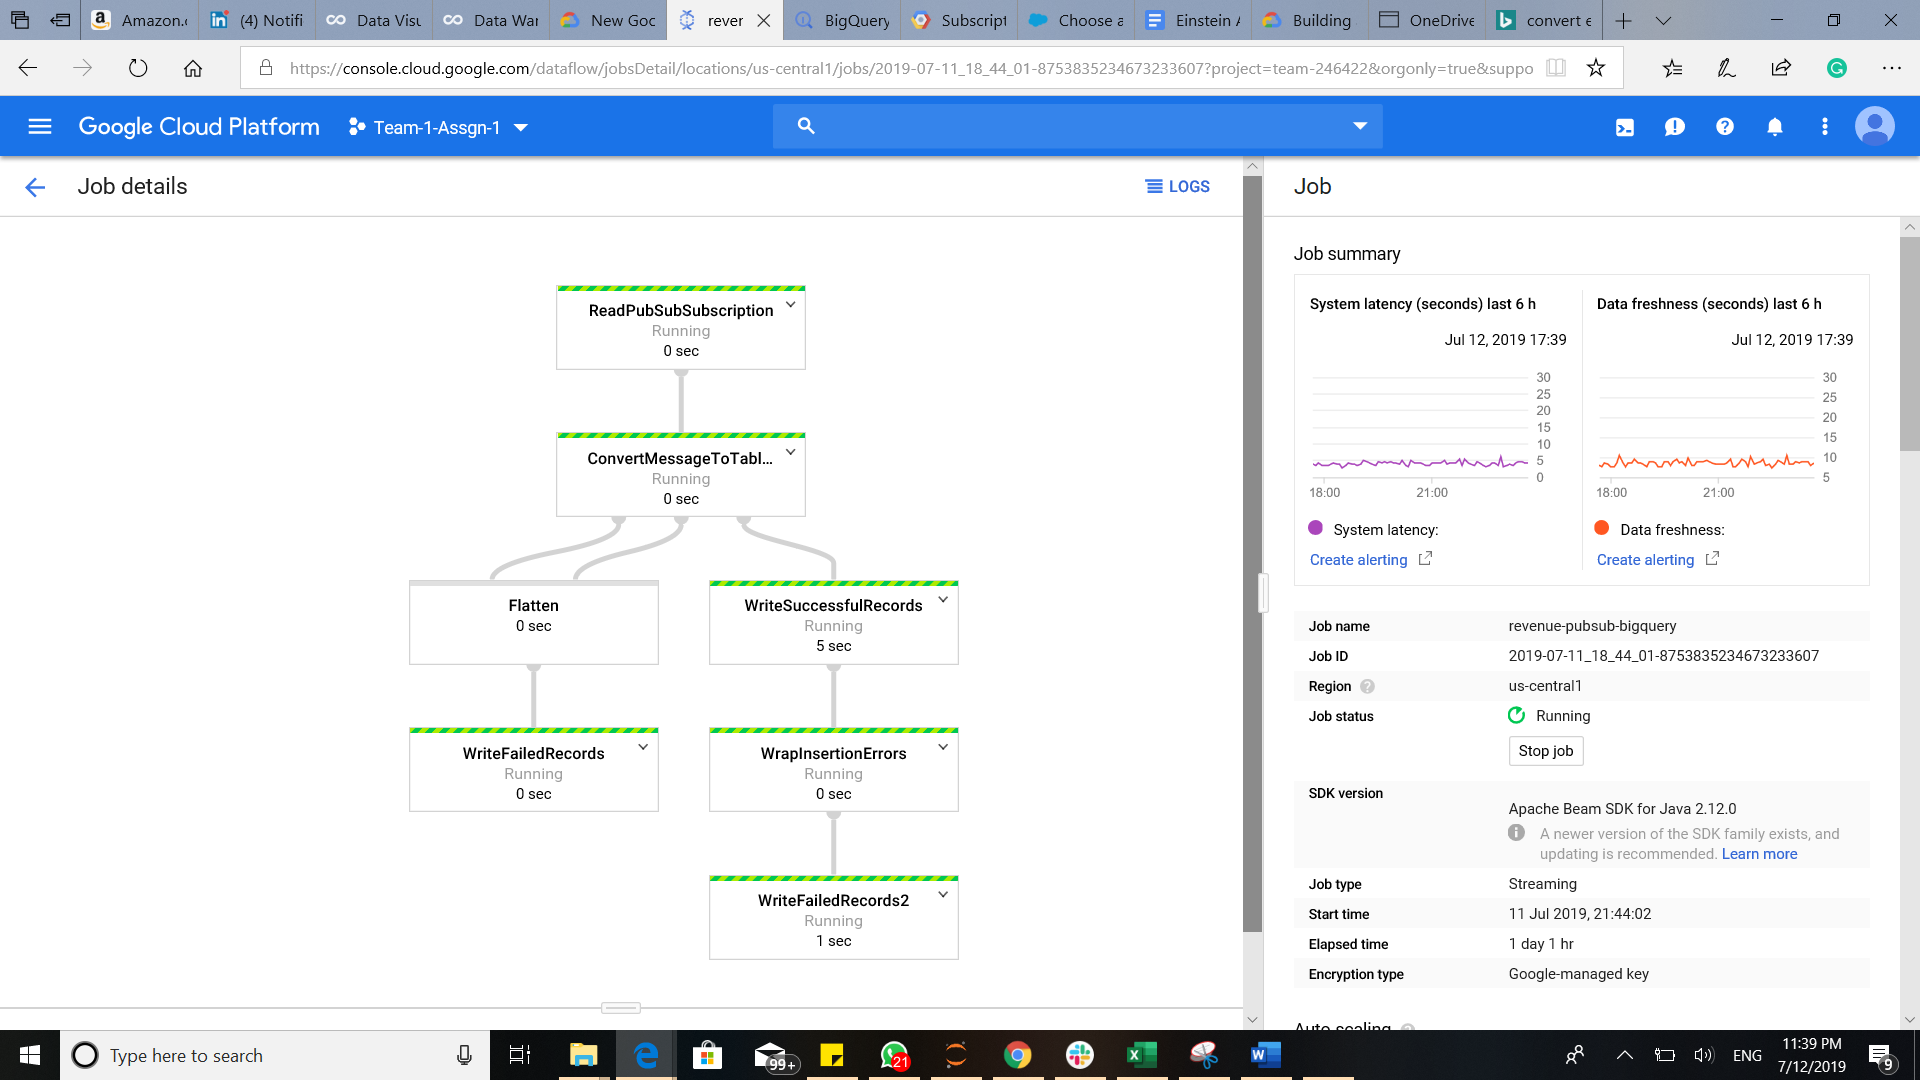 Amazon.c
(4) Notifi
Data Visu
Data War
New Goc
rever
BigQuery
Subscript
Choose a
Einstein A
Building
OneDrive
convert e
https://console.cloud.google.com/dataflow/jobsDetail/locations/us-central1/jobs/2019-07-11_18_44_01-8753835234673233607?project=team-246422&orgonly=true&suppo
Google Cloud Platform
Team-1-Assgn-1
Job details
LOGS
ReadPubSubSubscription
Running
0 sec
ConvertMessageToTabl...
Running
0 sec
Flatten
0 sec
WriteSuccessfulRecords
Running
5 sec
WriteFailedRecords
Running
0 sec
WrapInsertionErrors
Running
0 sec
WriteFailedRecords2
Running
1 sec
Job
Job summary
System latency (seconds) last 6 h
Jul 12, 2019 17:39
30
25
20
15
10
5
0
18:00
21:00
System latency:
Create alerting
Data freshness (seconds) last 6 h
Jul 12, 2019 17:39
30
25
20
15
10
5
18:00
21:00
Data freshness:
Create alerting
Job name revenue-pubsub-bigquery
Job ID 2019-07-11_18_44_01-8753835234673233607
Region us-central1
Job status Running
Stop job
SDK version
Apache Beam SDK for Java 2.12.0
A newer version of the SDK family exists, and
updating is recommended. Learn more
Job type Streaming
Start time 11 Jul 2019, 21:44:02
Elapsed time 1 day 1 hr
Encryption type Google-managed key
Auto scaling
Type here to search
99+
21
ENG
11:39 PM
7/12/2019
9